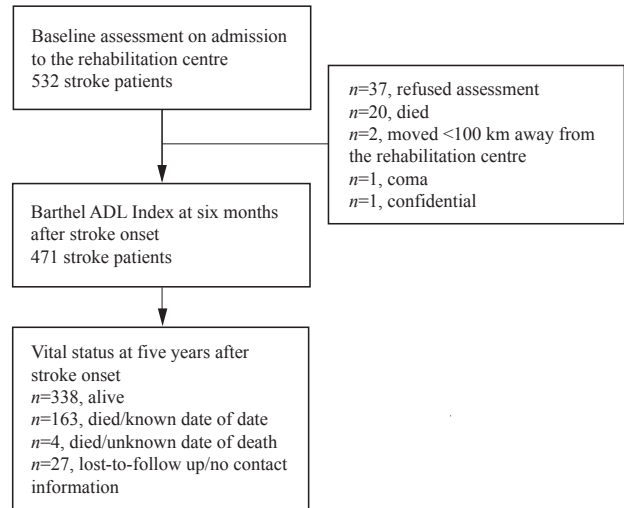 Baseline assessment on admission
to the rehabilitation centre
532 stroke patients
n=37, refused assessment
n=20, died
n=2, moved <100 km away from
the rehabilitation centre
n=1, coma
n=1, confidential
Barthel ADL Index at six months
after stroke onset
471 stroke patients
Vital status at five years after
stroke onset
n=338, alive
n=163, died/known date of date
n=4, died/unknown date of death
n=27, lost-to-follow up/no contact
information